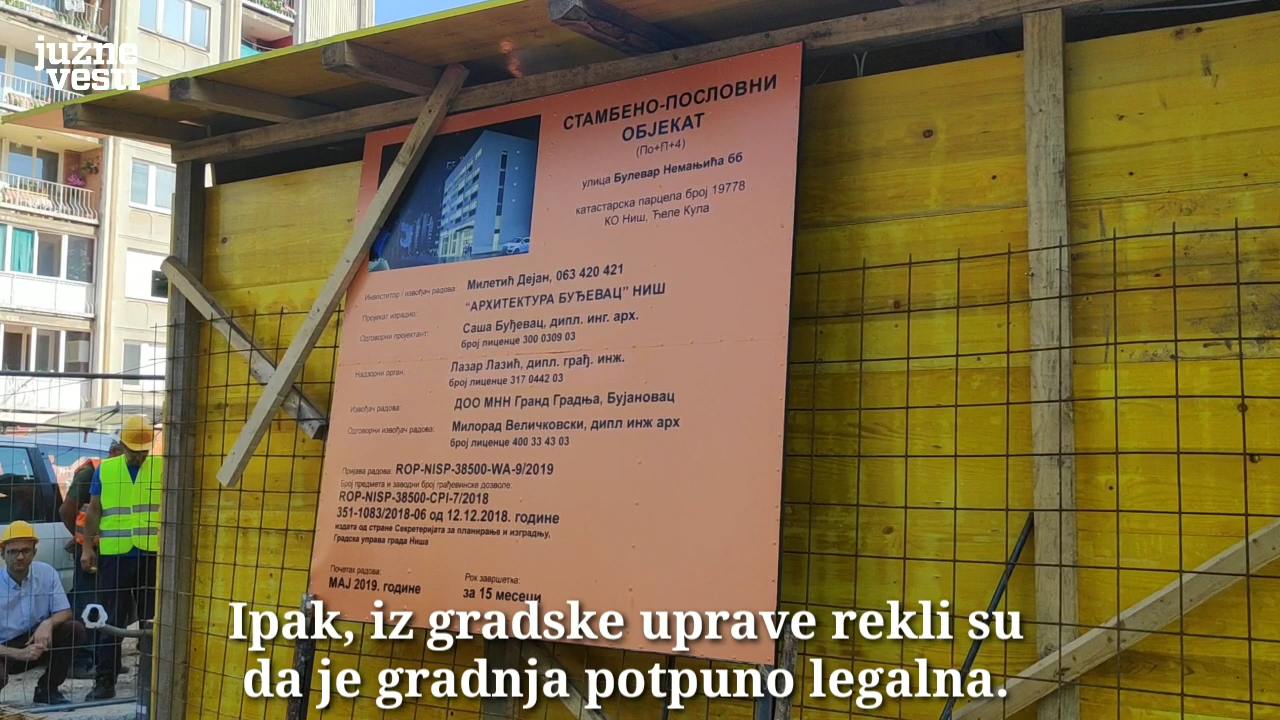 južne
vesti
СТАМБЕНО-ПОСЛОВНИ
ОБЈЕКАТ
(По+П+4)
улица Булевар Немањића бб
катастарска парцела број 19778
КО Ниш, Ћеле Кула
Инвеститор / извођач радова: Милетић Дејан, 063 420 421
Пројекат израдио: "АРХИТЕКТУРА БУЂЕВАЦ" НИШ
Одговорни пројектант: Саша Буђевац, дипл. инг. арх.
број лиценце 300 0309 03
Надзорни орган: Лазар Лазић, дипл. грађ. инж.
број лиценце 317 0442 03
Извођач радова: ДОО МНН Гранд Градња, Бујановац
Одговорни извођач радова: Милорад Величковски, дипл инж арх
број лиценце 400 33 43 03
Пријава радова: ROP-NISP-38500-WA-9/2019
Број предмета и заводни број грађевинске дозволе:
ROP-NISP-38500-CPI-7/2018
351-1083/2018-06 од 12.12.2018. године
издата од стране Секретеријата за планирање и изградњу,
Градска управа града Ниша
Почетак радова: Рок завршетка:
МАЈ 2019. године за 15 месеци
Ipak, iz gradske uprave rekli su
da je gradnja potpuno legalna.